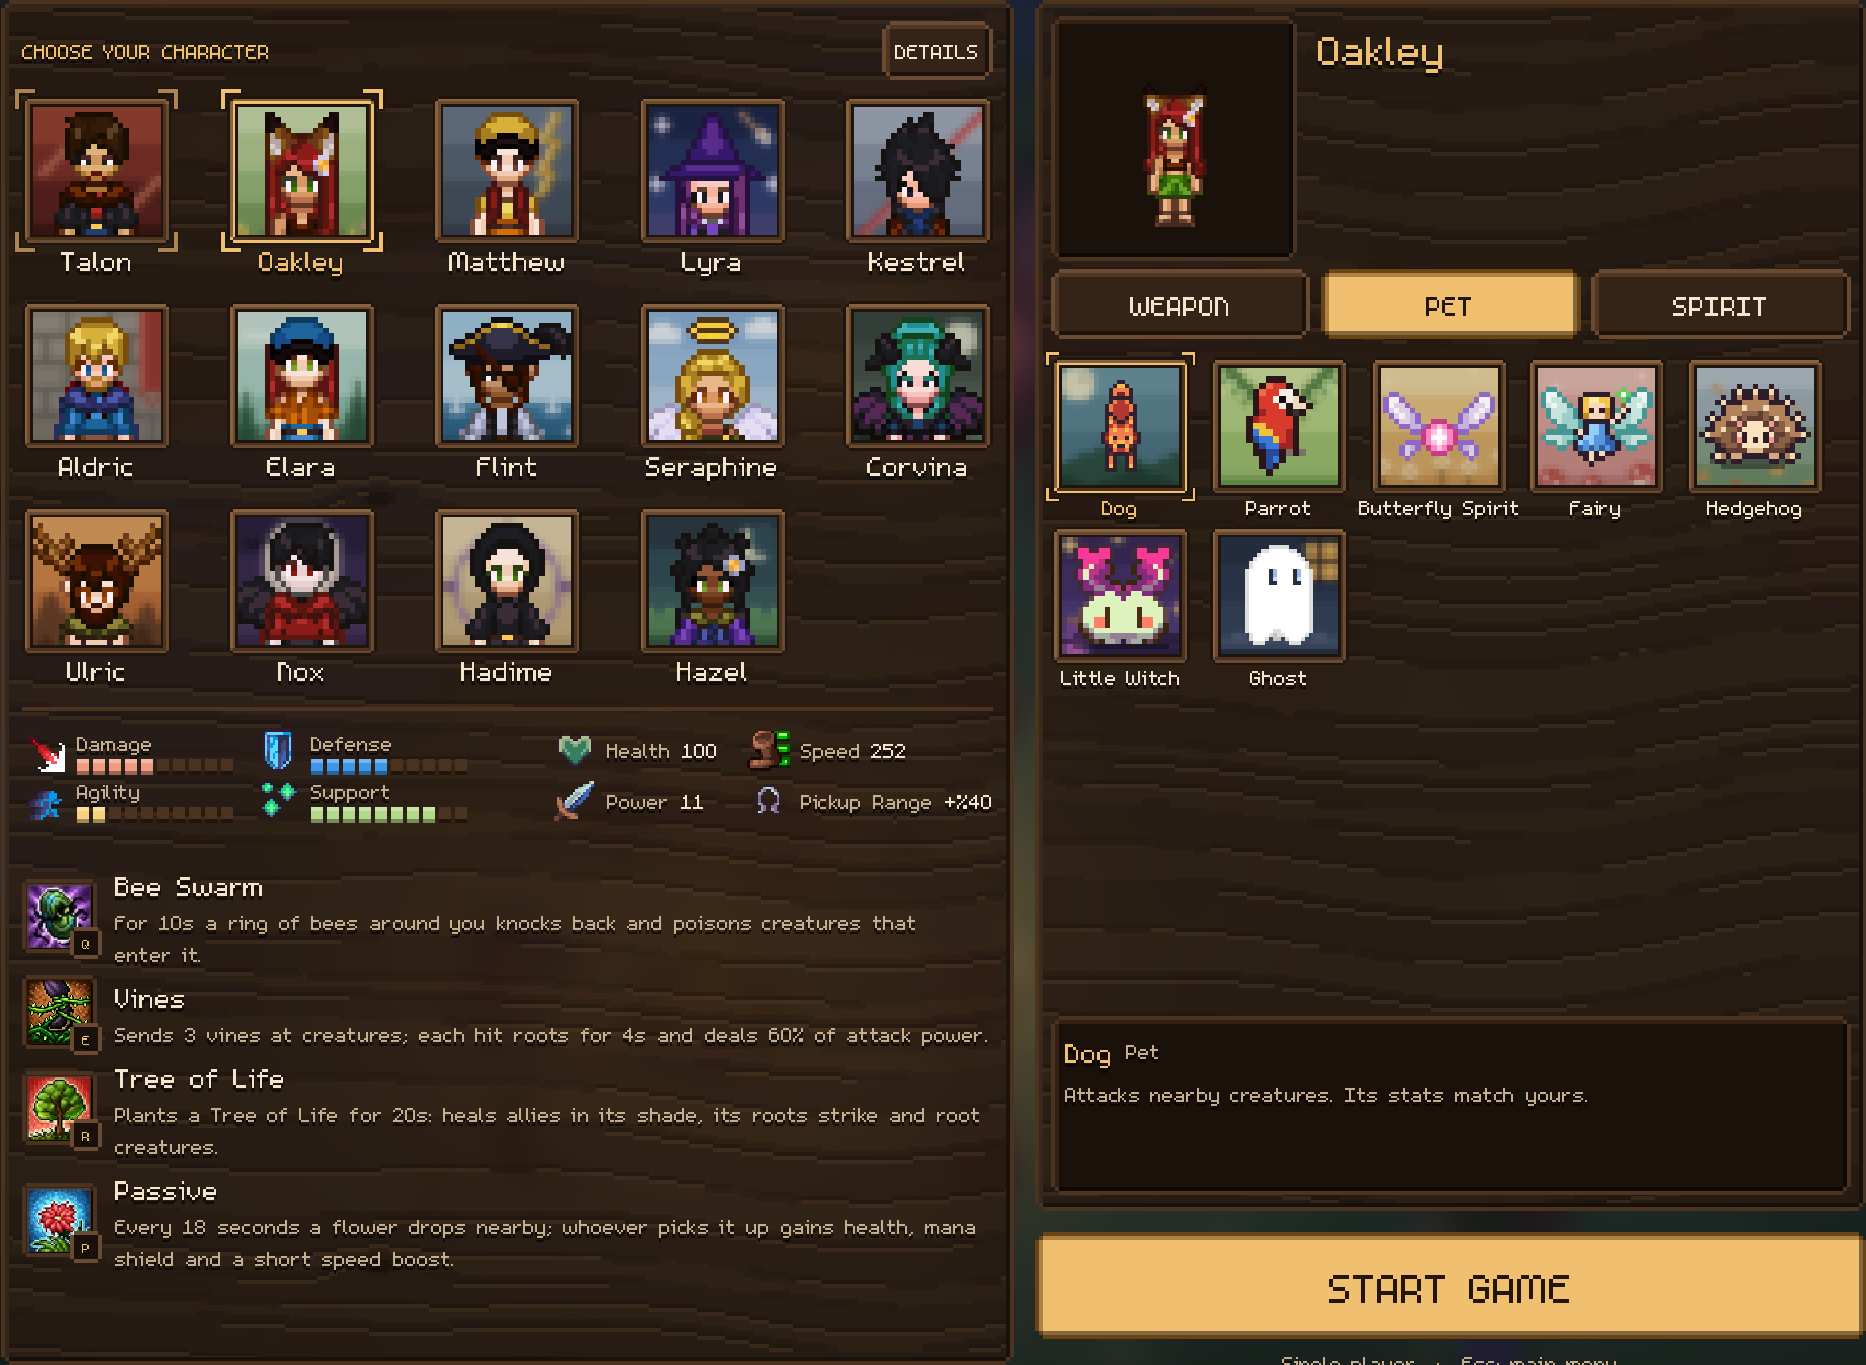 CHOOSE YOUR CHARACTER
DETAILS
Talon
Oakley
Matthew
Lyra
Kestrel
Aldric
Elara
Flint
Seraphine
Corvina
Ulric
Nox
Hadime
Hazel
Damage
Defense
Health 100
Speed 252
Agility
Support
Power 11
Pickup Range +%40
Bee Swarm
For 10s a ring of bees around you knocks back and poisons creatures that
enter it.
Q
Vines
Sends 3 vines at creatures; each hit roots for 4s and deals 60% of attack power.
E
Tree of Life
Plants a Tree of Life for 20s: heals allies in its shade, its roots strike and root
creatures.
R
Passive
Every 18 seconds a flower drops nearby; whoever picks it up gains health, mana
shield and a short speed boost.
P
Oakley
WEAPON
PET
SPIRIT
Dog
Parrot
Butterfly Spirit
Fairy
Hedgehog
Little Witch
Ghost
Dog Pet
Attacks nearby creatures. Its stats match yours.
START GAME
Single player · Esc: main menu